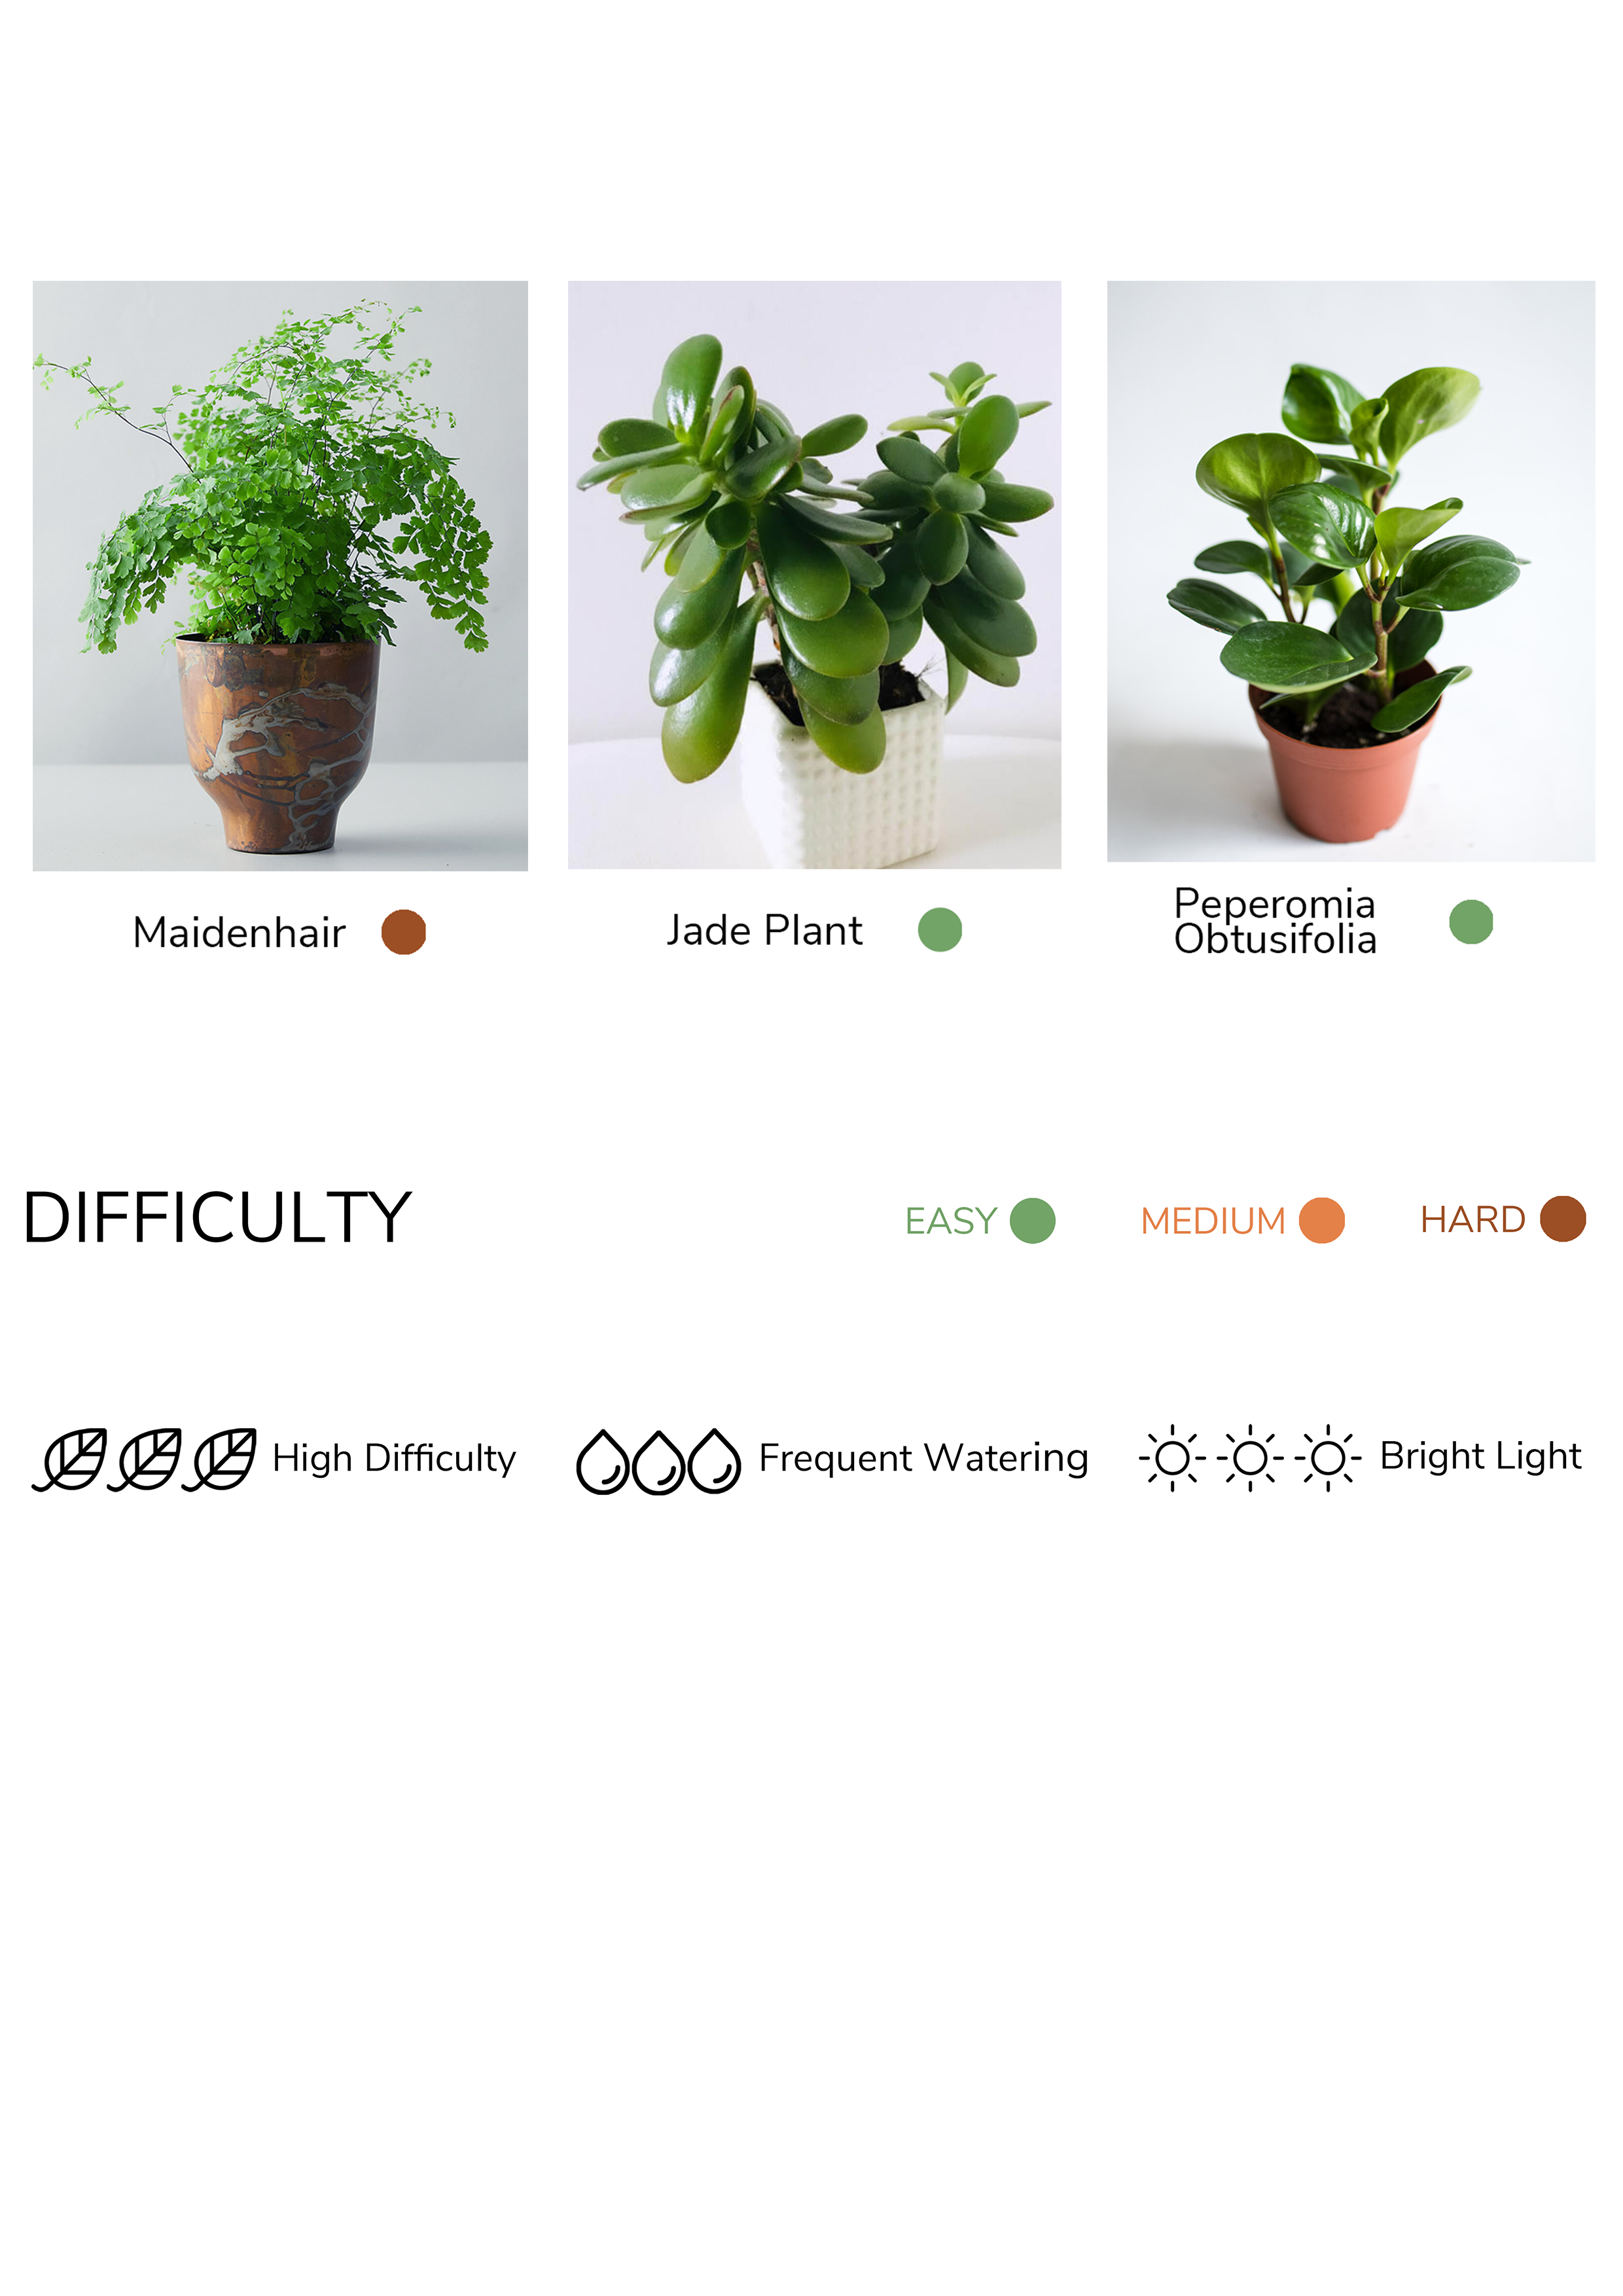 Maidenhair
Jade Plant
Peperomia
Obtusifolia
DIFFICULTY
EASY
MEDIUM
HARD
High Difficulty
Frequent Watering
Bright Light